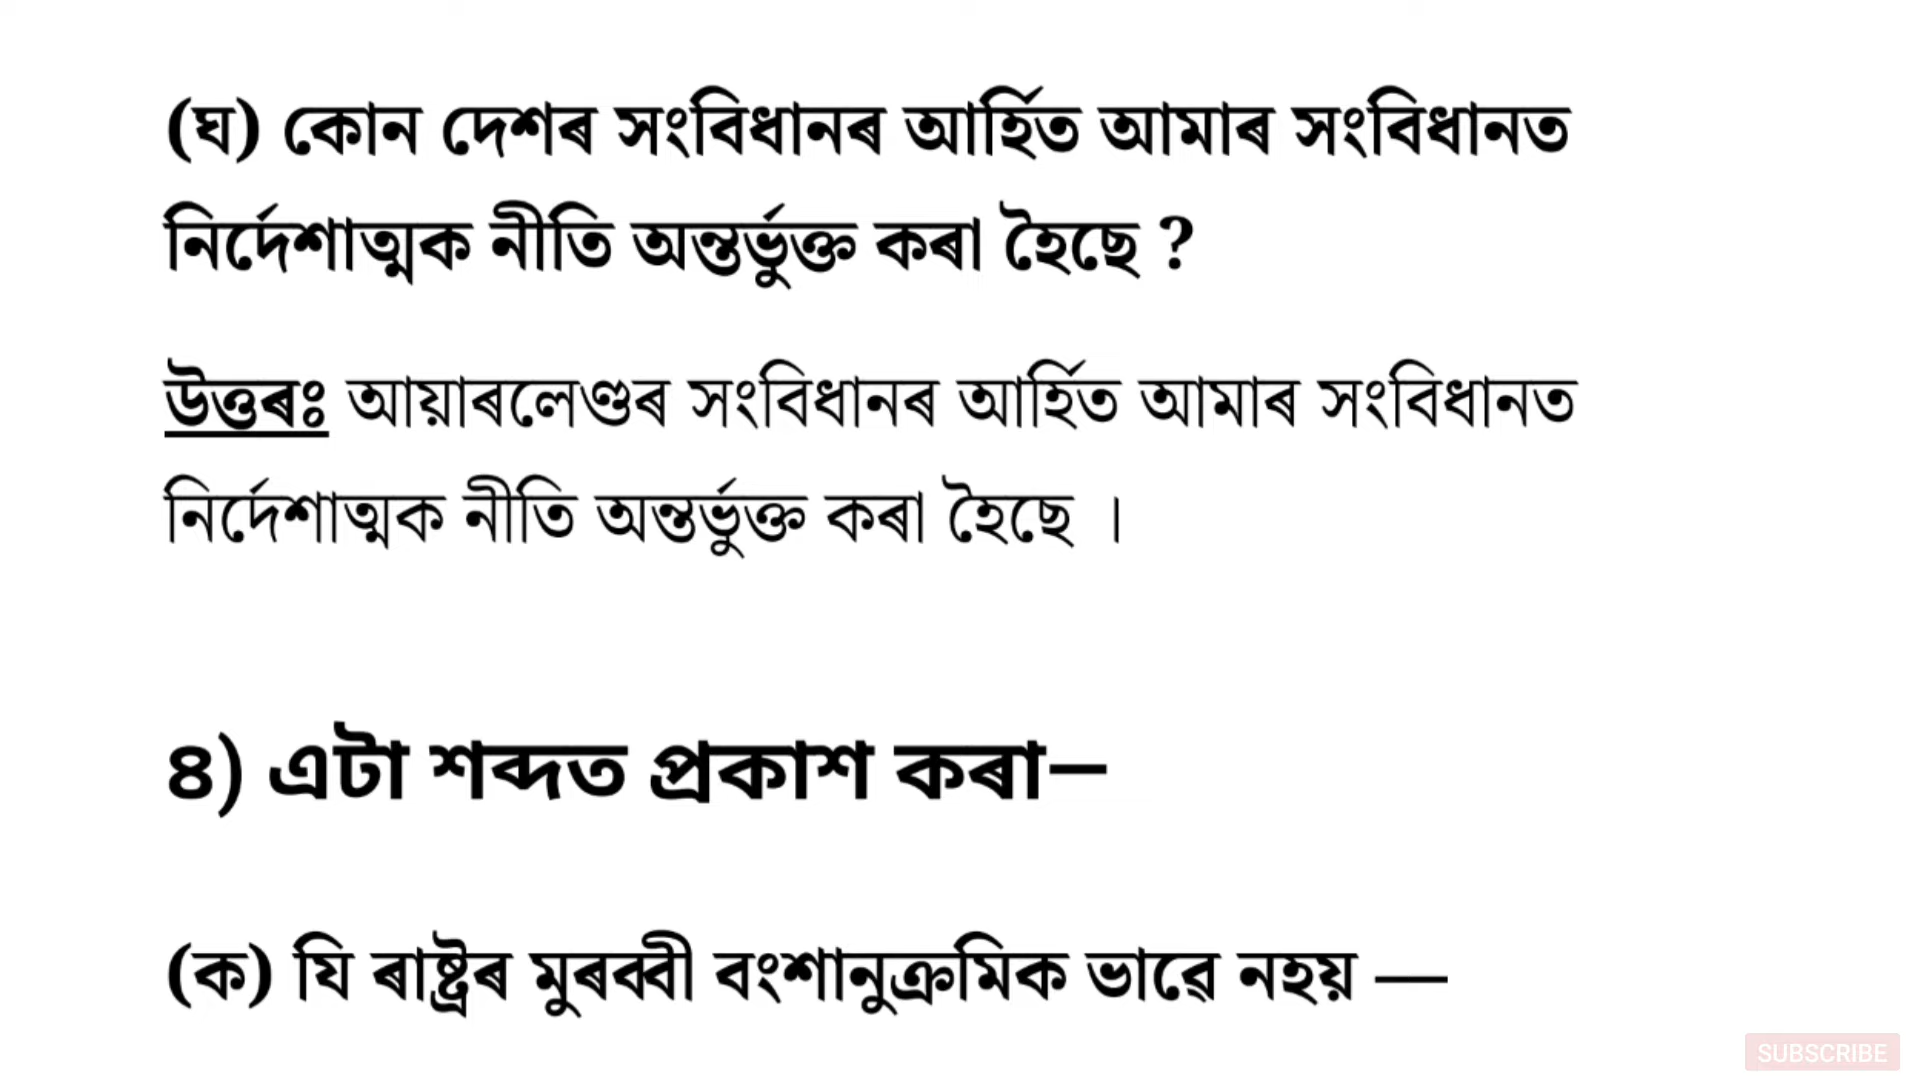 (ঘ) কোন দেশৰ সংবিধানৰ আৰ্হিত আমাৰ সংবিধানত
নিৰ্দেশাত্মক নীতি অন্তৰ্ভুক্ত কৰা হৈছে ?
উত্তৰঃ আয়াৰলেণ্ডৰ সংবিধানৰ আৰ্হিত আমাৰ সংবিধানত
নিৰ্দেশাত্মক নীতি অন্তৰ্ভুক্ত কৰা হৈছে ।
৪) এটা শব্দত প্ৰকাশ কৰা—
(ক) যি ৰাষ্ট্ৰৰ মুৰব্বী বংশানুক্ৰমিক ভাৱে নহয় —
SUBSCRIBE